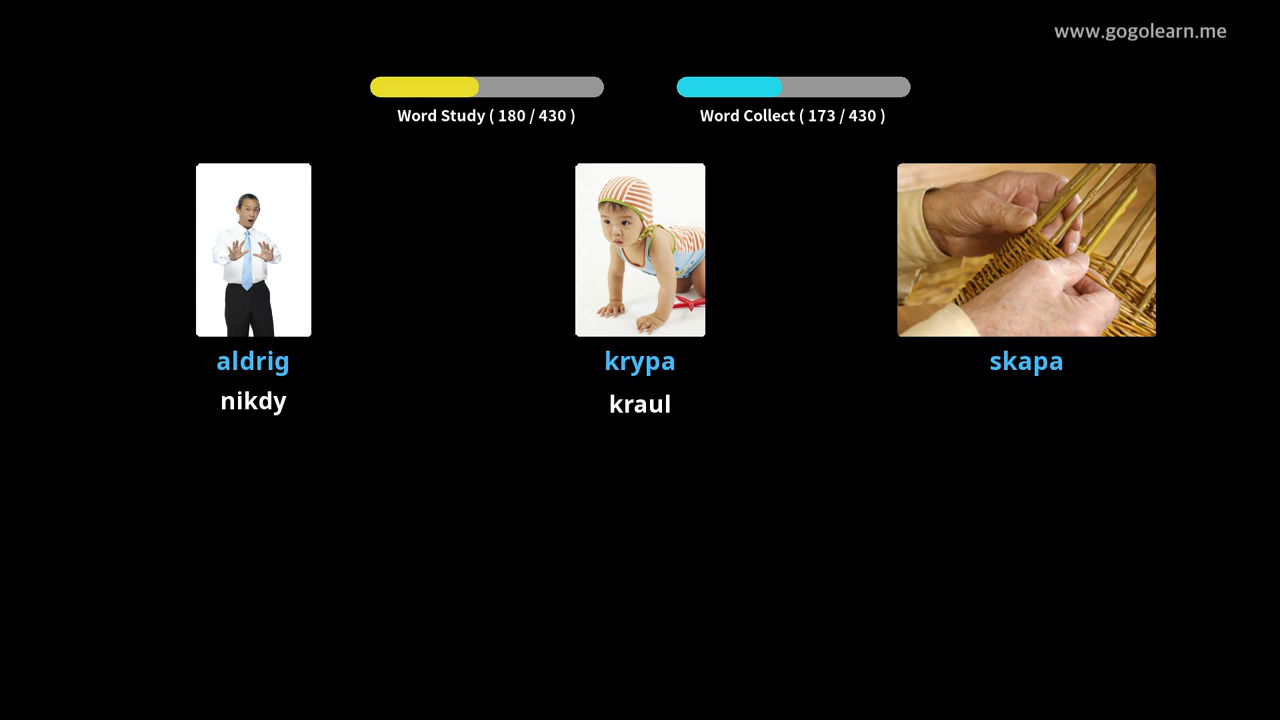 www.gogolearn.me
Word Study ( 180 / 430 )
Word Collect ( 173 / 430 )
aldrig
krypa
skapa
nikdy
kraul